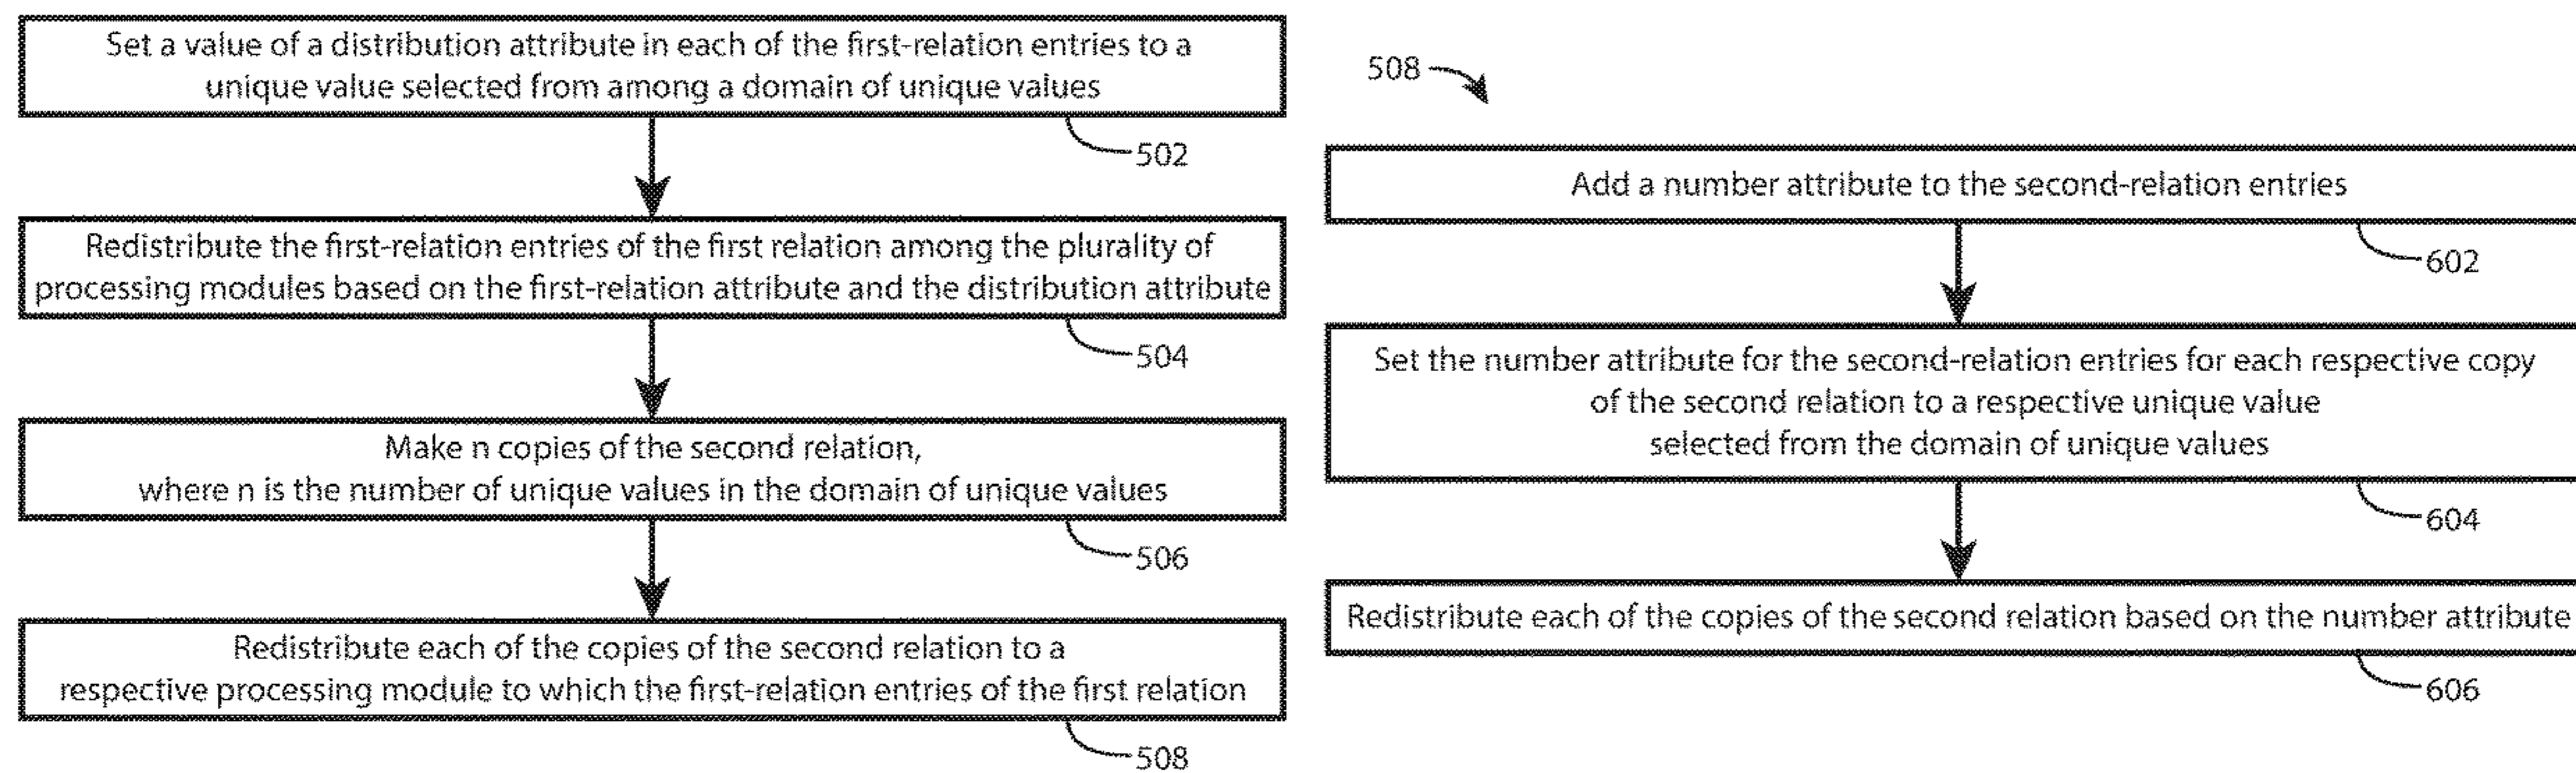 Set a value of a distribution attribute in each of the first-relation entries to a
unique value selected from among a domain of unique values
502
Redistribute the first-relation entries of the first relation among the plurality of
processing modules based on the first-relation attribute and the distribution attribute
504
Make n copies of the second relation,
where n is the number of unique values in the domain of unique values
506
Redistribute each of the copies of the second relation to a
respective processing module to which the first-relation entries of the first relation
508
508
Add a number attribute to the second-relation entries
602
Set the number attribute for the second-relation entries for each respective copy
of the second relation to a respective unique value
selected from the domain of unique values
604
Redistribute each of the copies of the second relation based on the number attribute
606